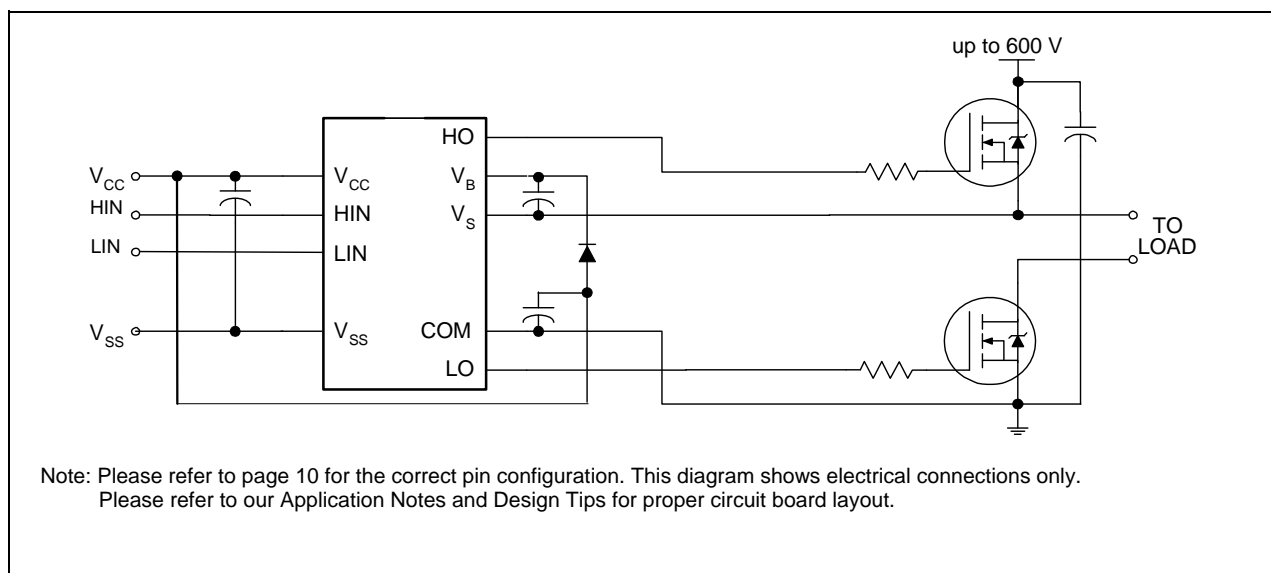 up to 600 V
HO
V_CC
V_CC
V_B
HIN
HIN
V_S
TO
LOAD
LIN
LIN
V_SS
V_SS
COM
LO
Note: Please refer to page 10 for the correct pin configuration. This diagram shows electrical connections only.
Please refer to our Application Notes and Design Tips for proper circuit board layout.